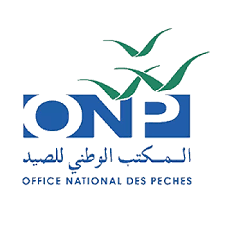 ONP
المكتب الوطني للصيد
OFFICE NATIONAL DES PECHES